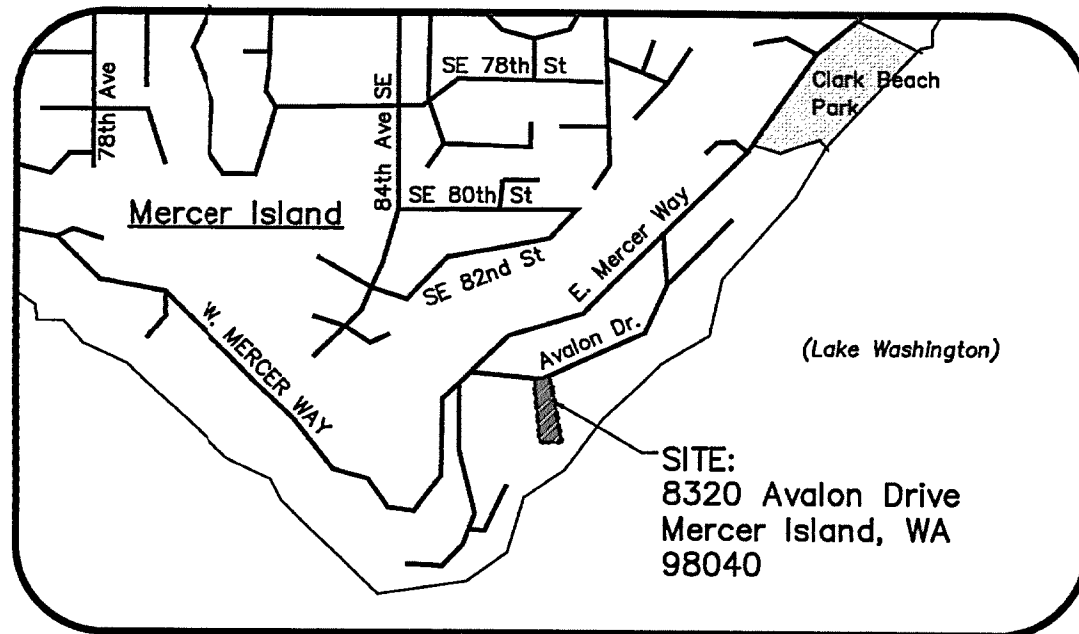 SE 78th St
Clark Beach
Park
78th Ave
84th Ave SE
SE 80th St
Mercer Island
E. Mercer Way
SE 82nd St
W. MERCER WAY
Avalon Dr.
(Lake Washington)
SITE:
8320 Avalon Drive
Mercer Island, WA
98040